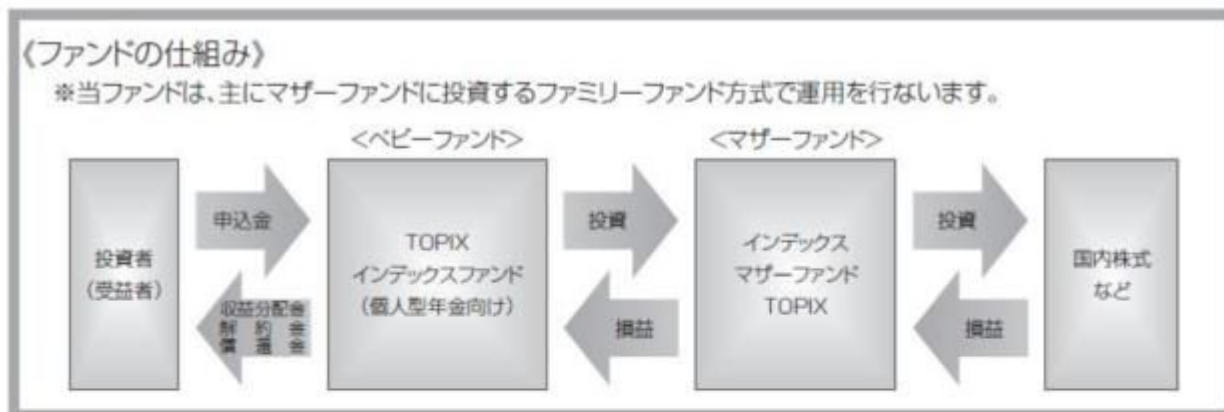 《ファンドの仕組み》
※当ファンドは、主にマザーファンドに投資するファミリーファンド方式で運用を行ないます。
<ベビーファンド>
<マザーファンド>
投資者
(受益者)
申込金
収益分配金
解約金
償還金
TOPIX
インデックスファンド
(個人型年金向け)
投資
損益
インデックス
マザーファンド
TOPIX
投資
損益
国内株式
など